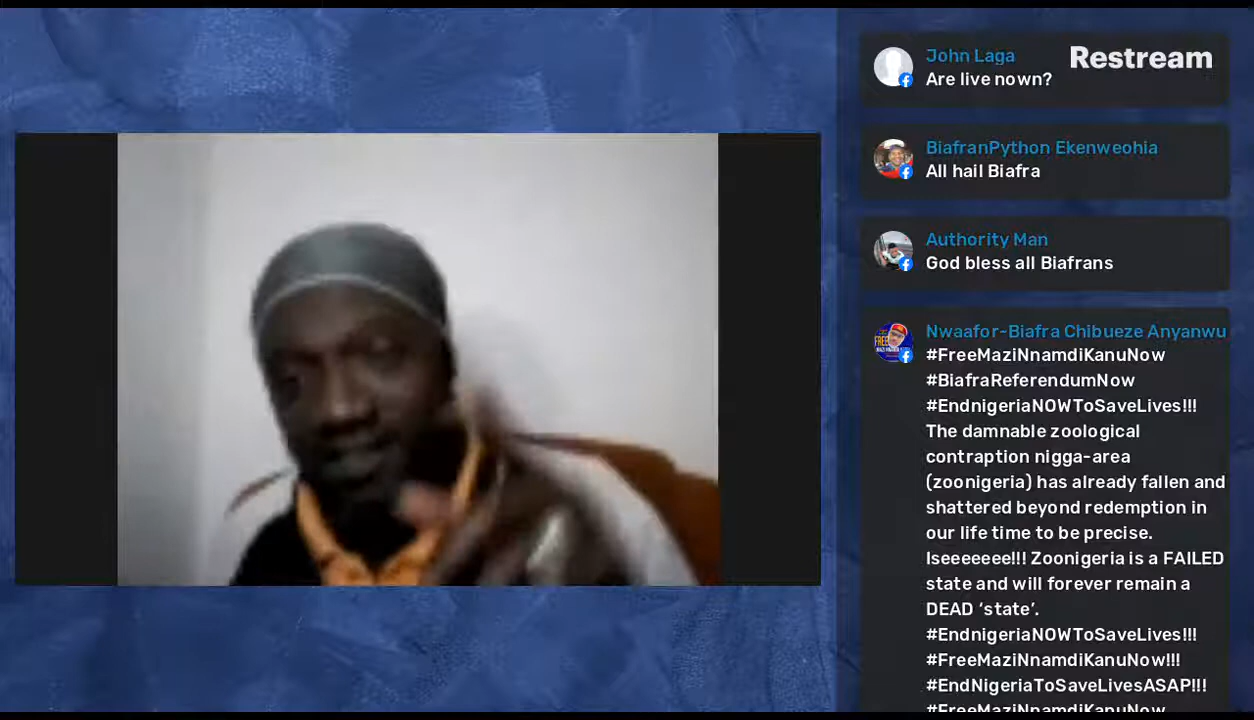 Restream
John Laga
Are live nown?
BiafranPython Ekenweohia
All hail Biafra
Authority Man
God bless all Biafrans
Nwaafor-Biafra Chibueze Anyanwu
#FreeMaziNnamdiKanuNow
#BiafraReferendumNow
#EndnigeriaNOWToSaveLives!!!
The damnable zoological
contraption nigga-area
(zoonigeria) has already fallen and
shattered beyond redemption in
our life time to be precise.
Iseeeeeee!!! Zoonigeria is a FAILED
state and will forever remain a
DEAD ‘state’.
#EndnigeriaNOWToSaveLives!!!
#FreeMaziNnamdiKanuNow!!!
#EndNigeriaToSaveLivesASAP!!!
#FreeMaziNnamdiKanuNow